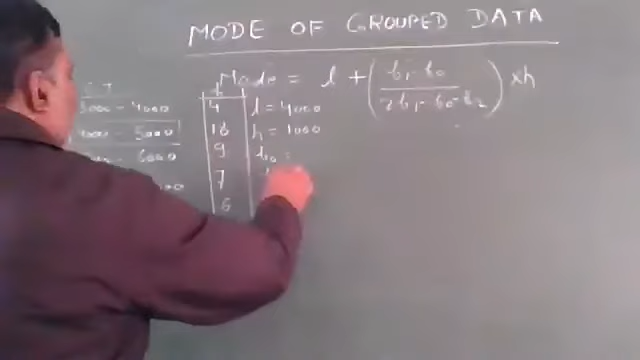 MODE OF GROUPED DATA
Mode = l + ( f₁ - f₀ / 2f₁ - f₀ - f₂ ) × h
C I f
3000 - 4000 4 l = 4000
4000 - 5000 18 h = 1000
- 6000 9 f₀ =
7
6